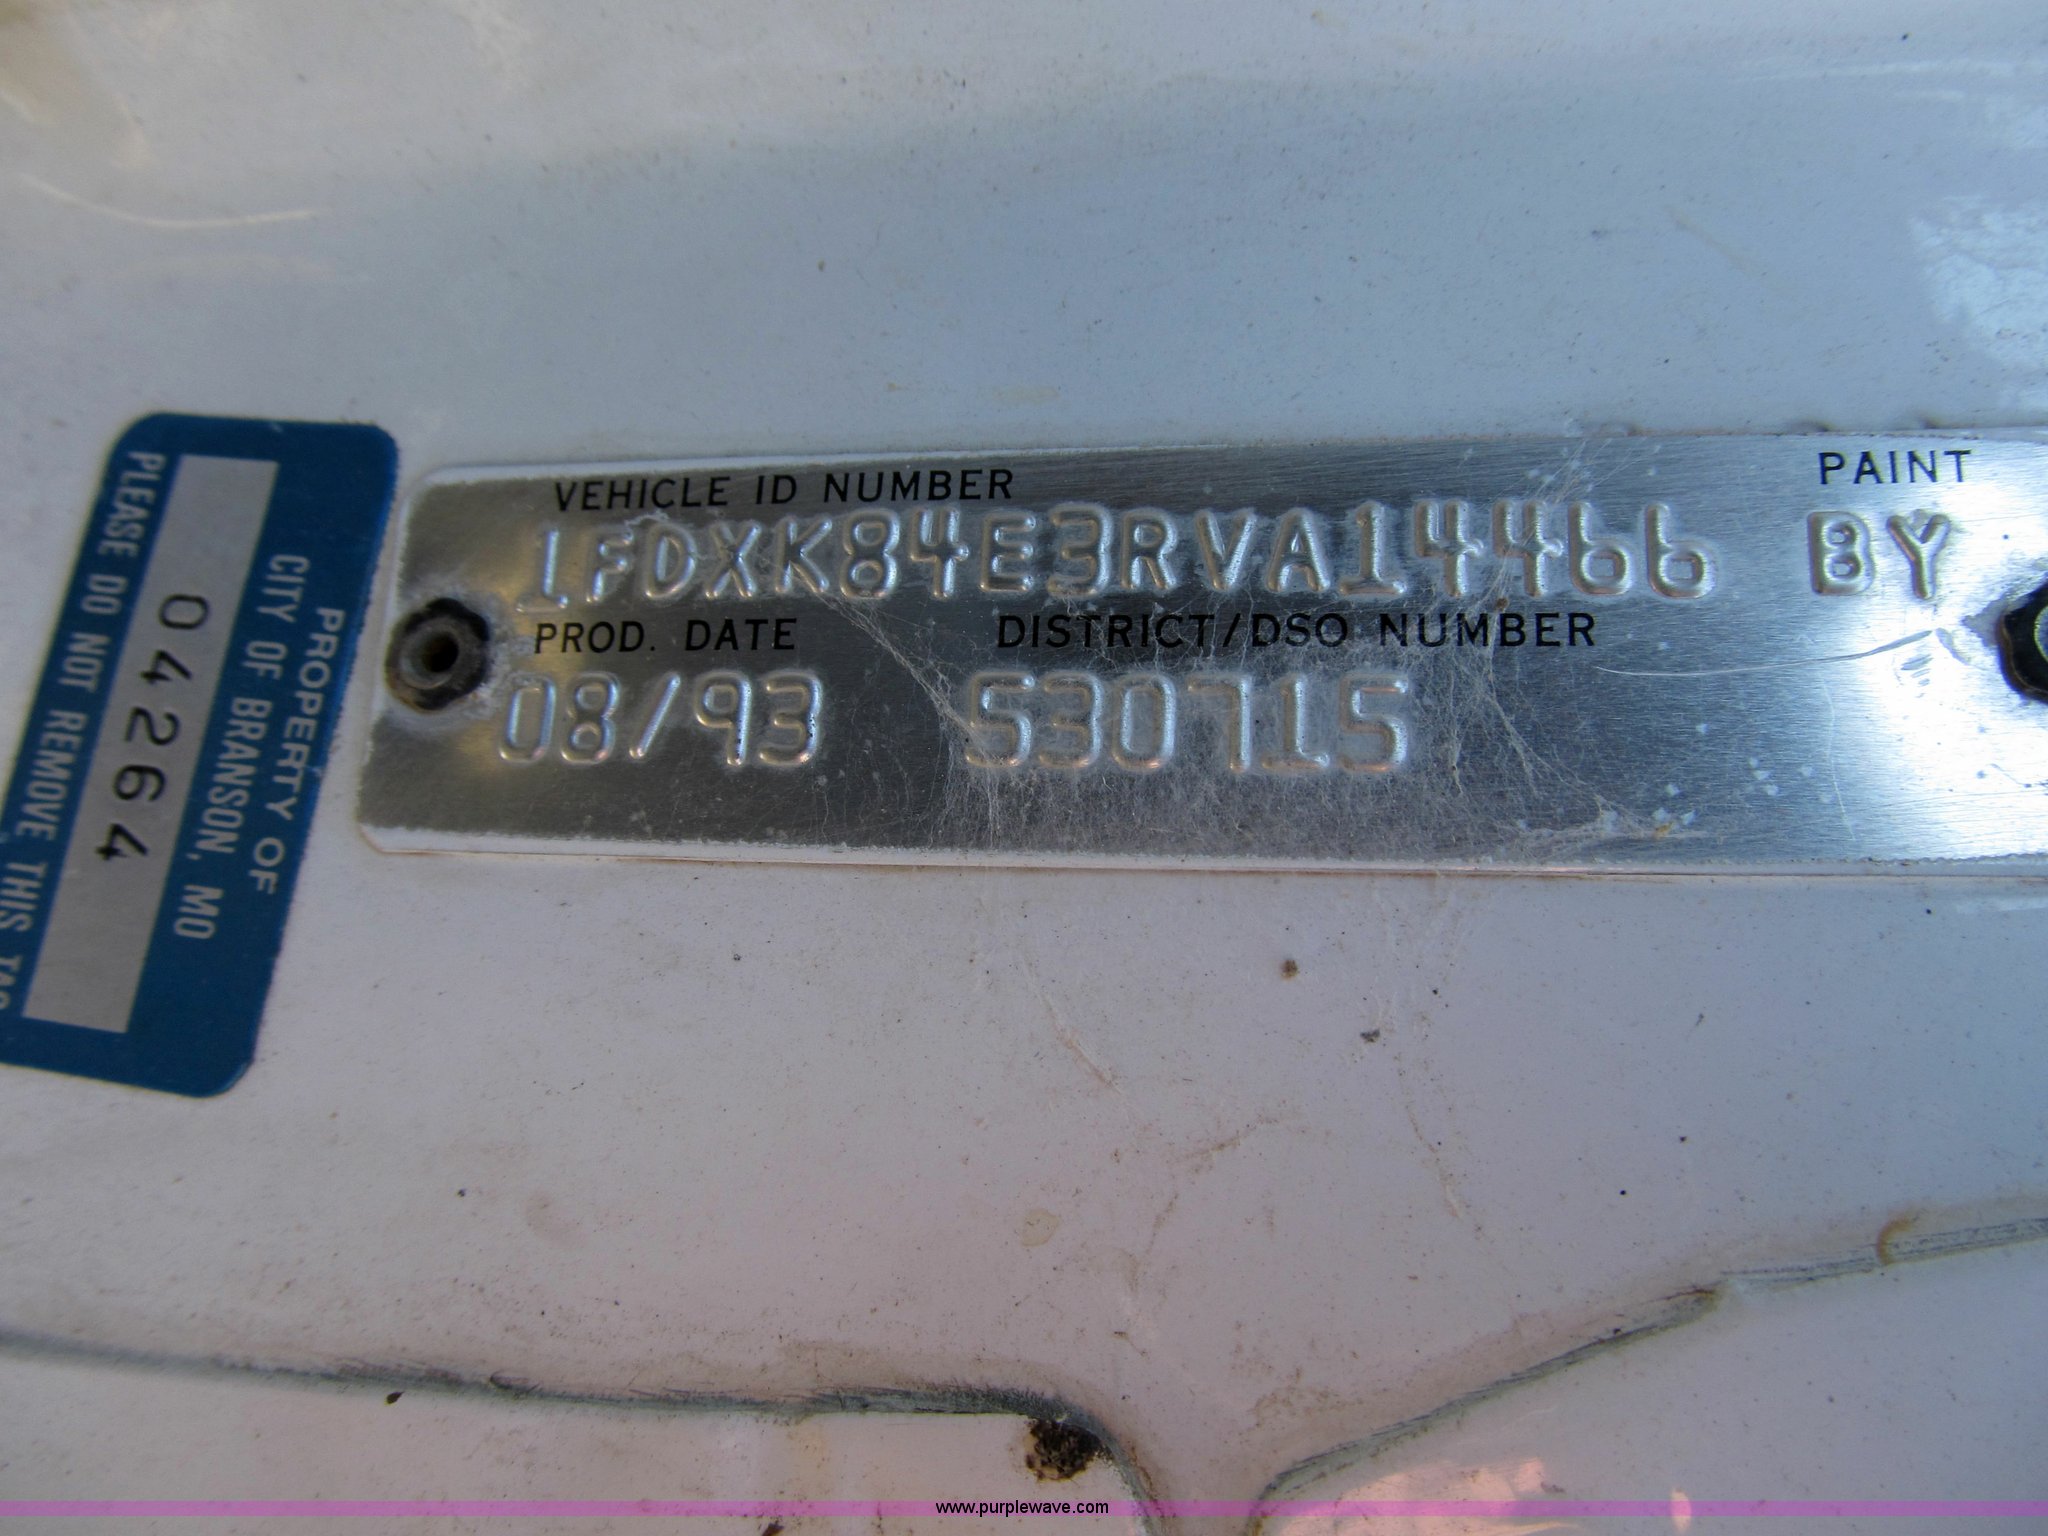 VEHICLE ID NUMBER
PAINT
1FDXK84E3RVA14466 BY
PROD. DATE
DISTRICT/DSO NUMBER
08/93
530715
PROPERTY OF
CITY OF BRANSON, MO
04264
PLEASE DO NOT REMOVE THIS TAG
www.purplewave.com